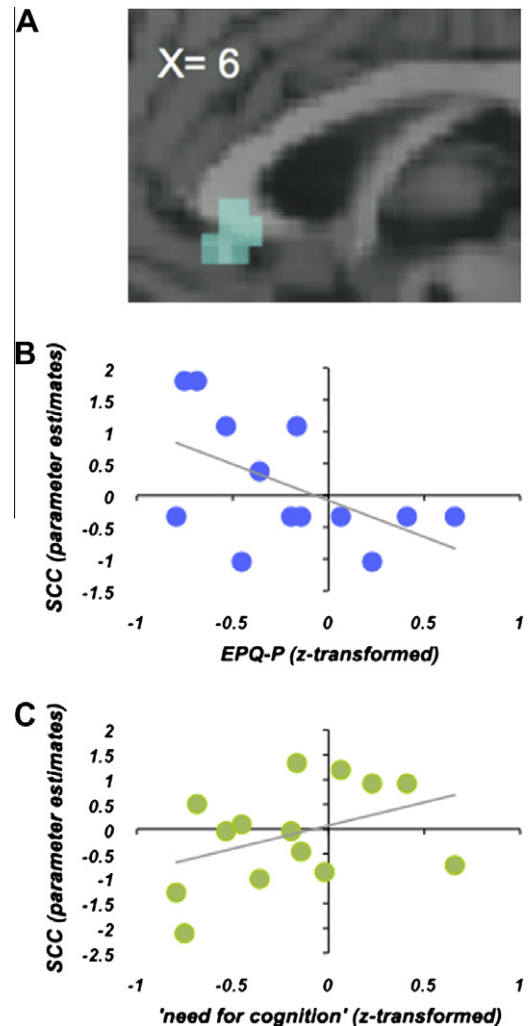 A
X= 6
B
SCC (parameter estimates)
2
1.5
1
0.5
0
-0.5
-1
-1.5
-1 -0.5 0 0.5 1
EPQ-P (z-transformed)
C
SCC (parameter estimates)
2
1.5
1
0.5
0
-0.5
-1
-1.5
-2
-2.5
-1 -0.5 0 0.5 1
'need for cognition' (z-transformed)